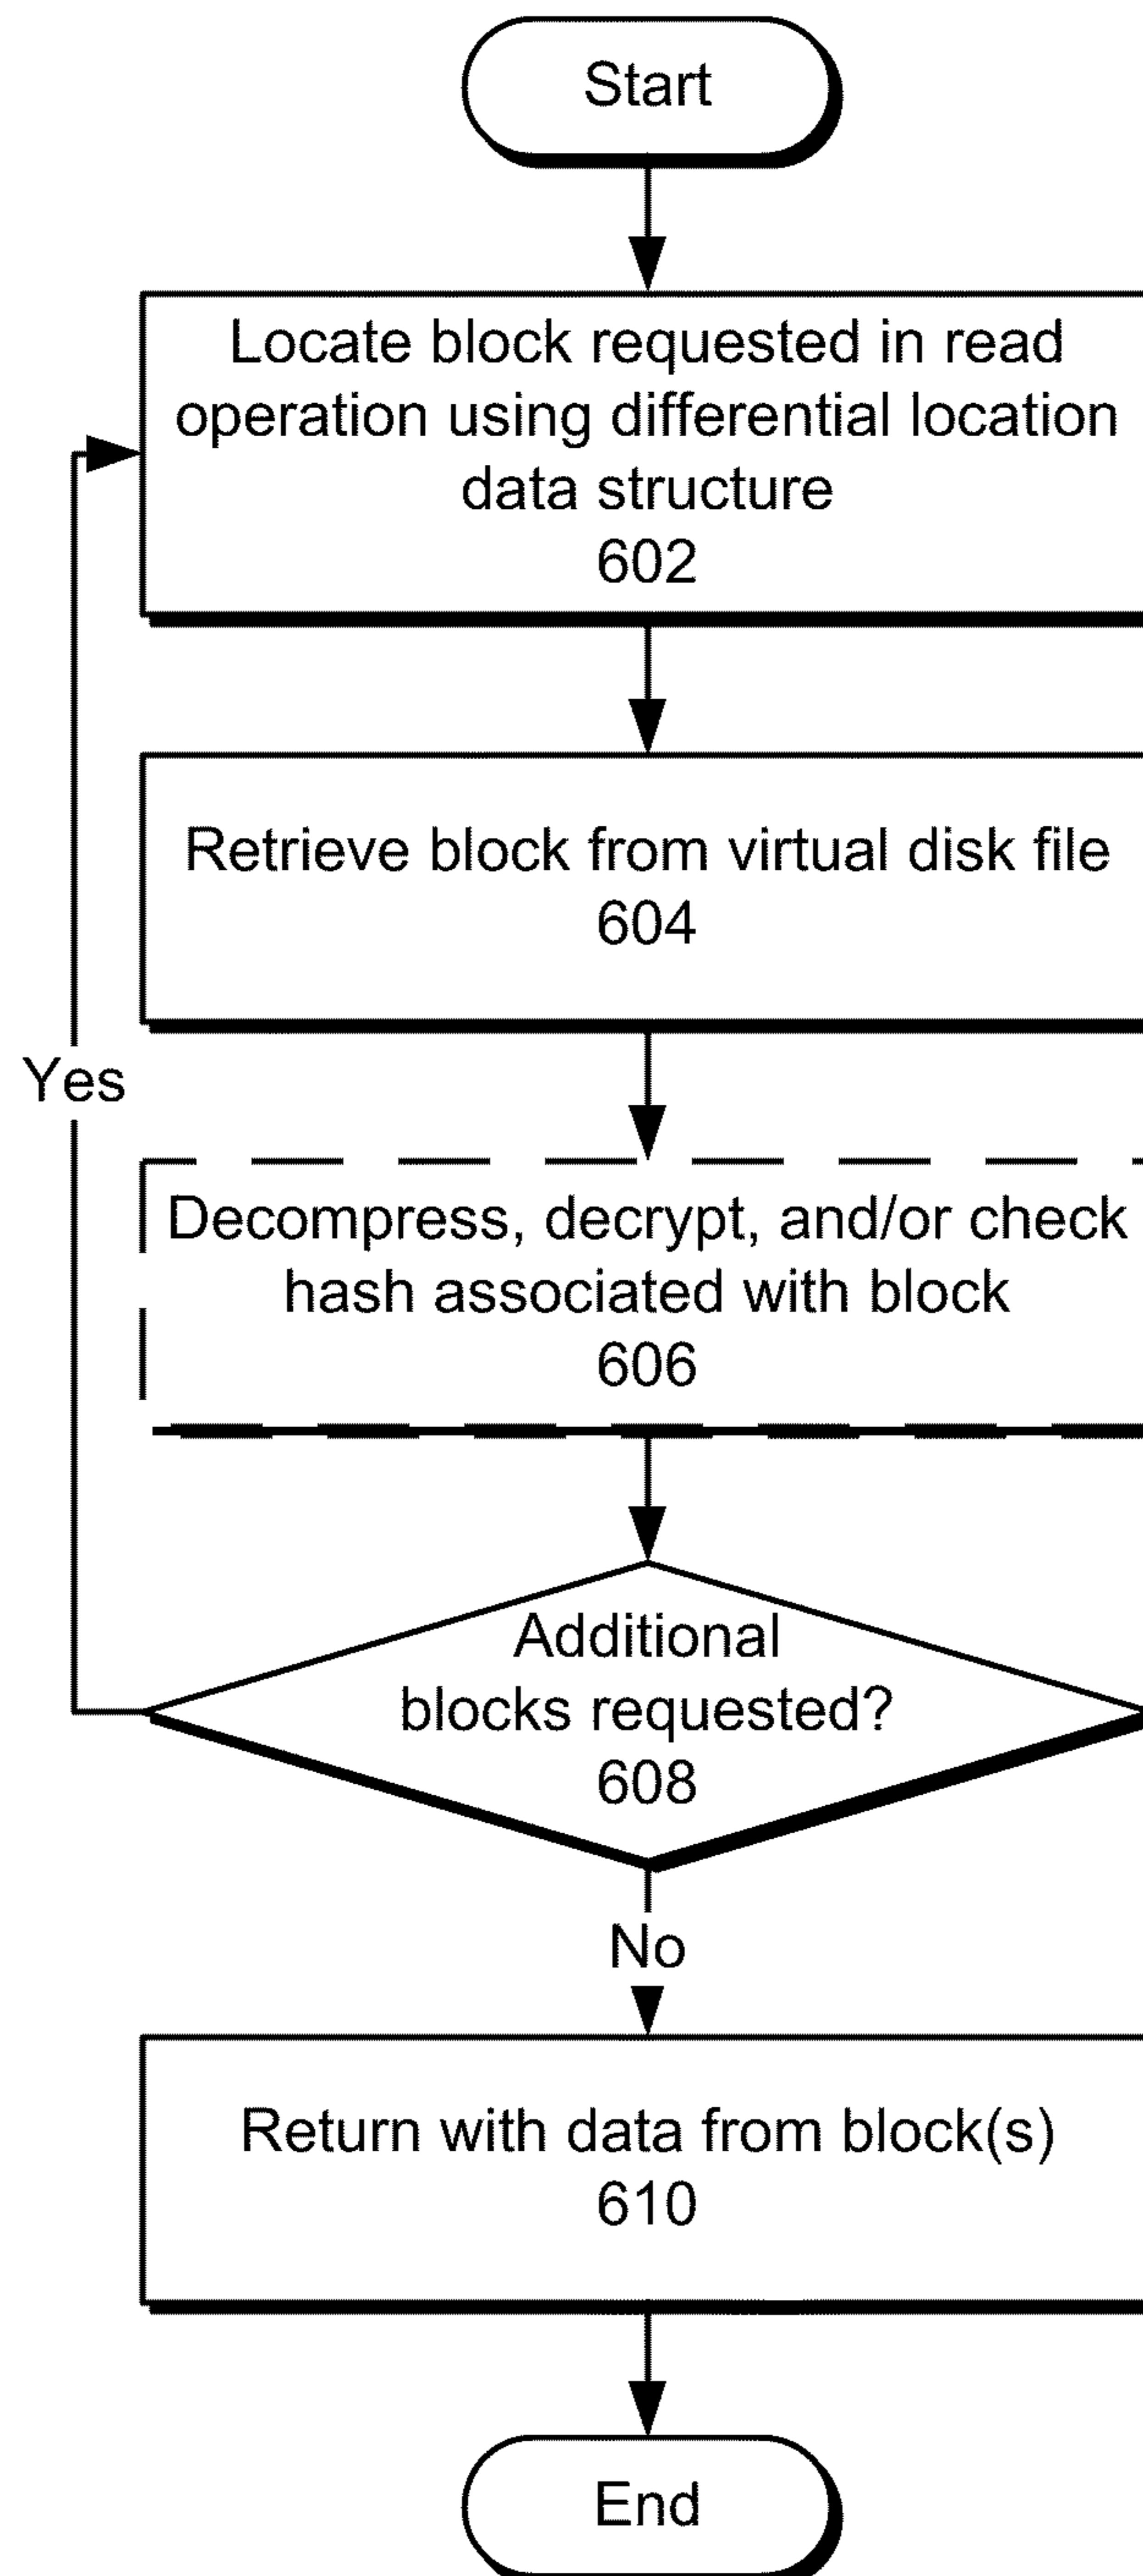 Start
Locate block requested in read
operation using differential location
data structure
602
Retrieve block from virtual disk file
604
Yes
Decompress, decrypt, and/or check
hash associated with block
606
Additional
blocks requested?
608
No
Return with data from block(s)
610
End